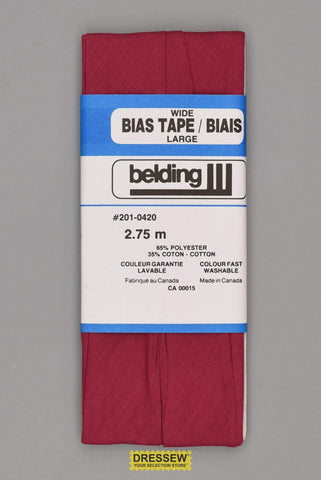 WIDE
BIAS TAPE / BIAIS
LARGE
belding
#201-0420
2.75 m
65% POLYESTER
35% COTON - COTTON
COULEUR GARANTIE COLOUR FAST
LAVABLE WASHABLE
Fabriqué au Canada Made in Canada
CA 00015
DRESSEW
YOUR SELECTION STORE